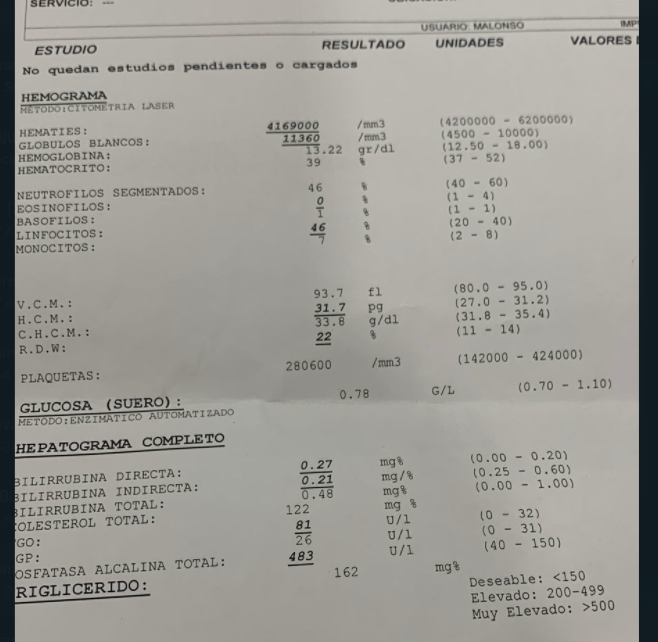 SERVICIO: ---
USUARIO: MALONSO
ESTUDIO RESULTADO UNIDADES VALORES
No quedan estudios pendientes o cargados
HEMOGRAMA
METODO:CITOMETRIA LASER
HEMATIES: 4169000 /mm3 (4200000 - 6200000)
GLOBULOS BLANCOS: 11360 /mm3 (4500 - 10000)
HEMOGLOBINA: 13.22 gr/dl (12.50 - 18.00)
HEMATOCRITO: 39 % (37 - 52)
NEUTROFILOS SEGMENTADOS: 46 % (40 - 60)
EOSINOFILOS: 0 % (1 - 4)
BASOFILOS: 1 % (1 - 1)
LINFOCITOS: 46 % (20 - 40)
MONOCITOS: 7 % (2 - 8)
V.C.M.: 93.7 fl (80.0 - 95.0)
H.C.M.: 31.7 pg (27.0 - 31.2)
C.H.C.M.: 33.8 g/dl (31.8 - 35.4)
R.D.W: 22 % (11 - 14)
PLAQUETAS: 280600 /mm3 (142000 - 424000)
GLUCOSA (SUERO): 0.78 G/L (0.70 - 1.10)
METODO:ENZIMATICO AUTOMATIZADO
HEPATOGRAMA COMPLETO
BILIRRUBINA DIRECTA: 0.27 mg% (0.00 - 0.20)
BILIRRUBINA INDIRECTA: 0.21 mg/% (0.25 - 0.60)
BILIRRUBINA TOTAL: 0.48 mg% (0.00 - 1.00)
OLESTEROL TOTAL: 122 mg %
GO: 81 U/l (0 - 32)
GP: 26 U/l (0 - 31)
OSFATASA ALCALINA TOTAL: 483 U/l (40 - 150)
RIGLICERIDO: 162 mg% Deseable: <150
Elevado: 200-499
Muy Elevado: >500